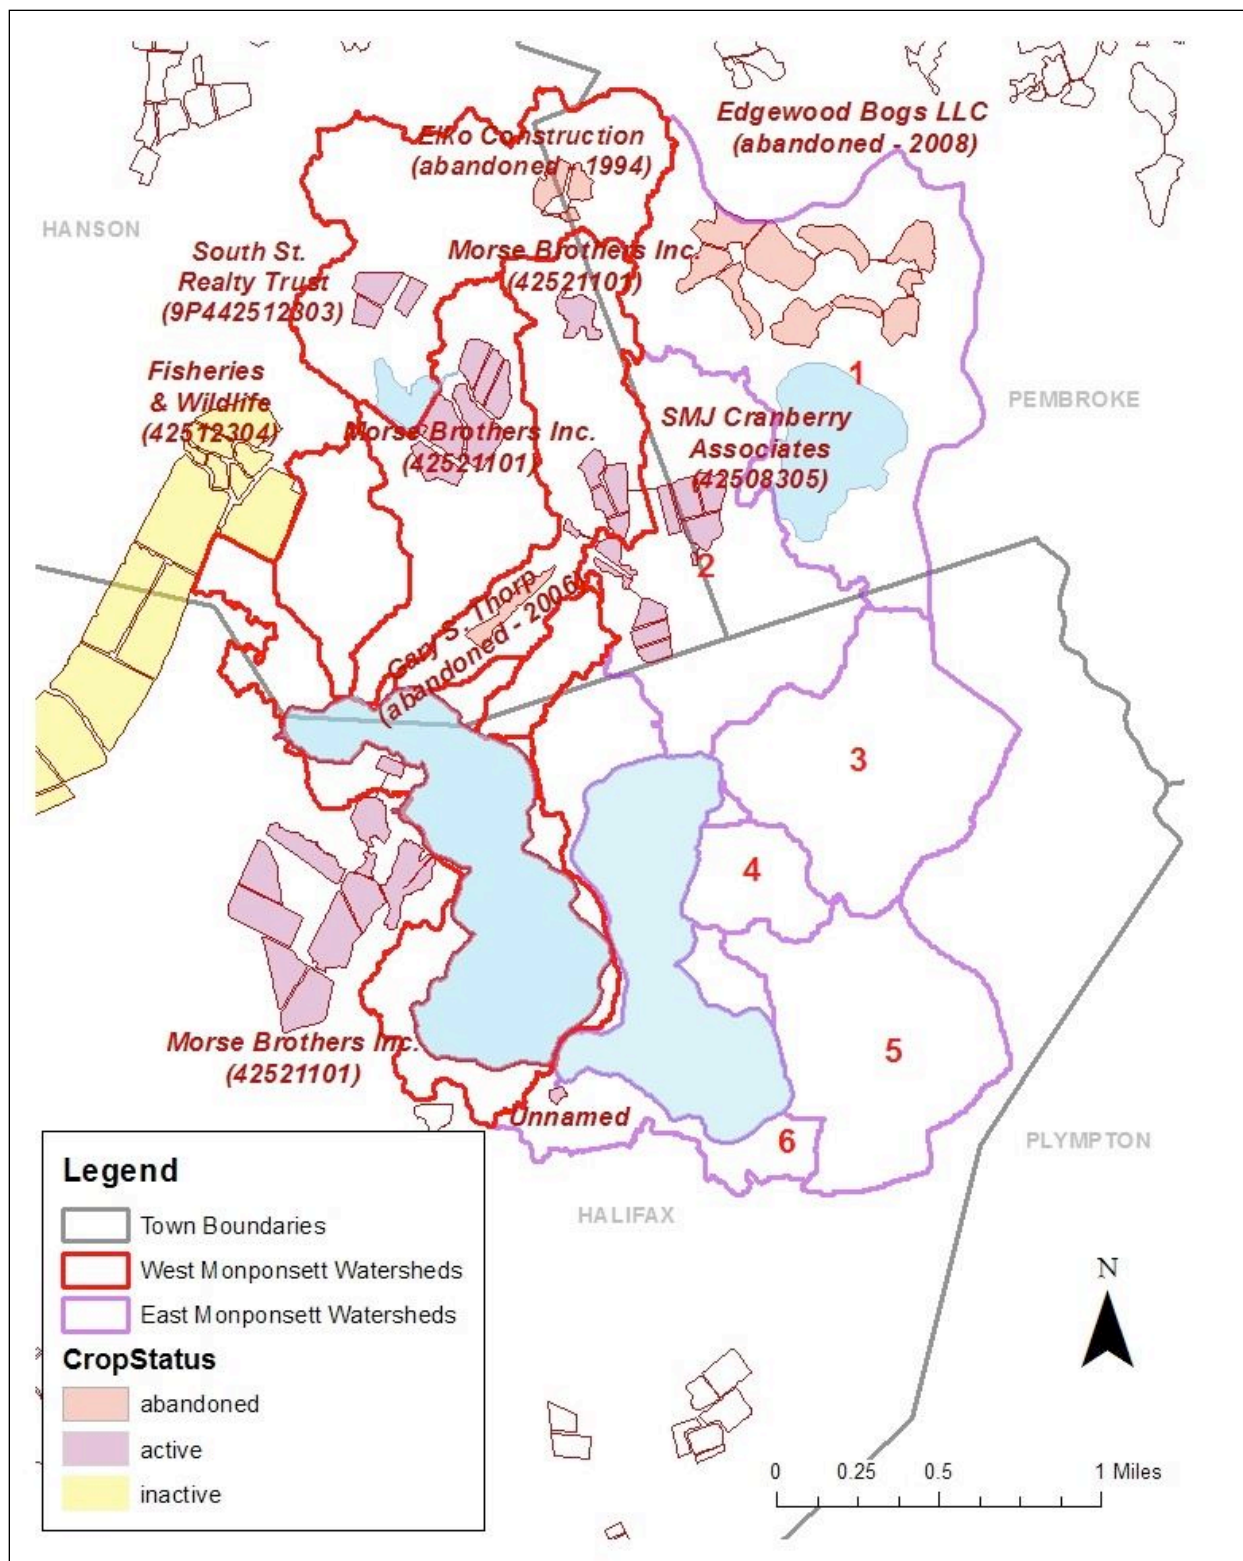 Edgewood Bogs LLC
(abandoned - 2008)
Elko Construction
(abandoned - 1994)
HANSON
South St.
Realty Trust
(9P442512303)
Morse Brothers Inc.
(42521101)
Fisheries
& Wildlife
(42512304)
1
PEMBROKE
Morse Brothers Inc.
(42521101)
SMJ Cranberry
Associates
(42508305)
2
Gary S. Thorp
(abandoned - 2006)
3
4
5
Morse Brothers Inc.
(42521101)
Unnamed
6
PLYMPTON
HALIFAX
Legend
Town Boundaries
West Monponsett Watersheds
East Monponsett Watersheds
CropStatus
abandoned
active
inactive
N
0 0.25 0.5 1 Miles